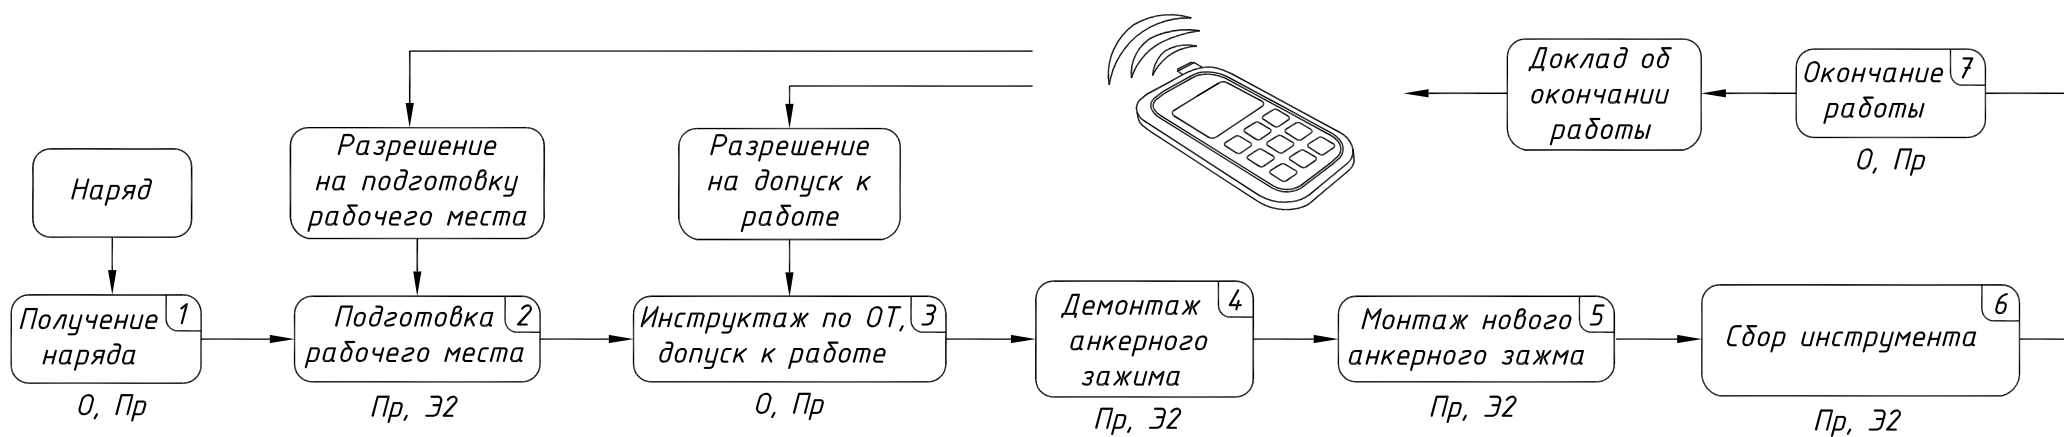 Наряд
Получение
наряда
1
О, Пр
Разрешение
на подготовку
рабочего места
Подготовка
рабочего места
2
Пр, Э2
Разрешение
на допуск к
работе
Инструктаж по ОТ,
допуск к работе
3
О, Пр
Демонтаж
анкерного
зажима
4
Пр, Э2
Монтаж нового
анкерного зажма
5
Пр, Э2
Сбор инструмента
6
Пр, Э2
Окончание
работы
7
О, Пр
Доклад об
окончании
работы